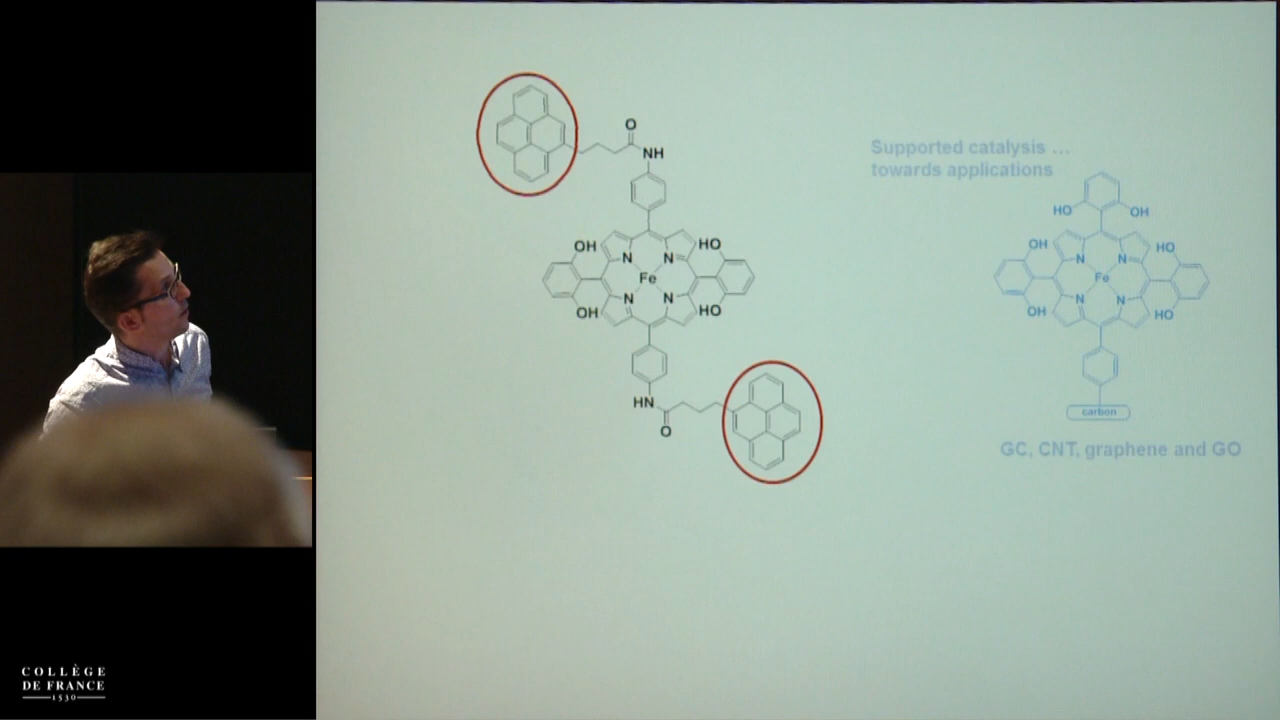 O
NH
OH
HO
N
N
Fe
N
N
OH
HO
HN
O
Supported catalysis ...
towards applications
HO
OH
OH
HO
N
N
Fe
N
N
OH
HO
carbon
GC, CNT, graphene and GO
COLLÈGE
DE FRANCE
1530